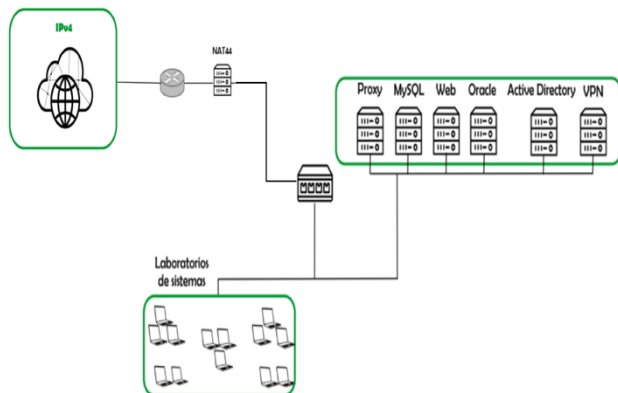 IPv4
NAT44
Proxy MySQL Web Oracle Active Directory VPN
Laboratorios
de sistemas